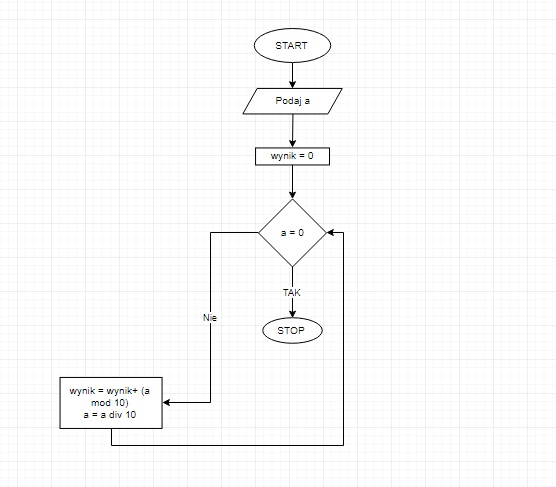 START
Podaj a
wynik = 0
a = 0
TAK
Nie
STOP
wynik = wynik+ (a
mod 10)
a = a div 10